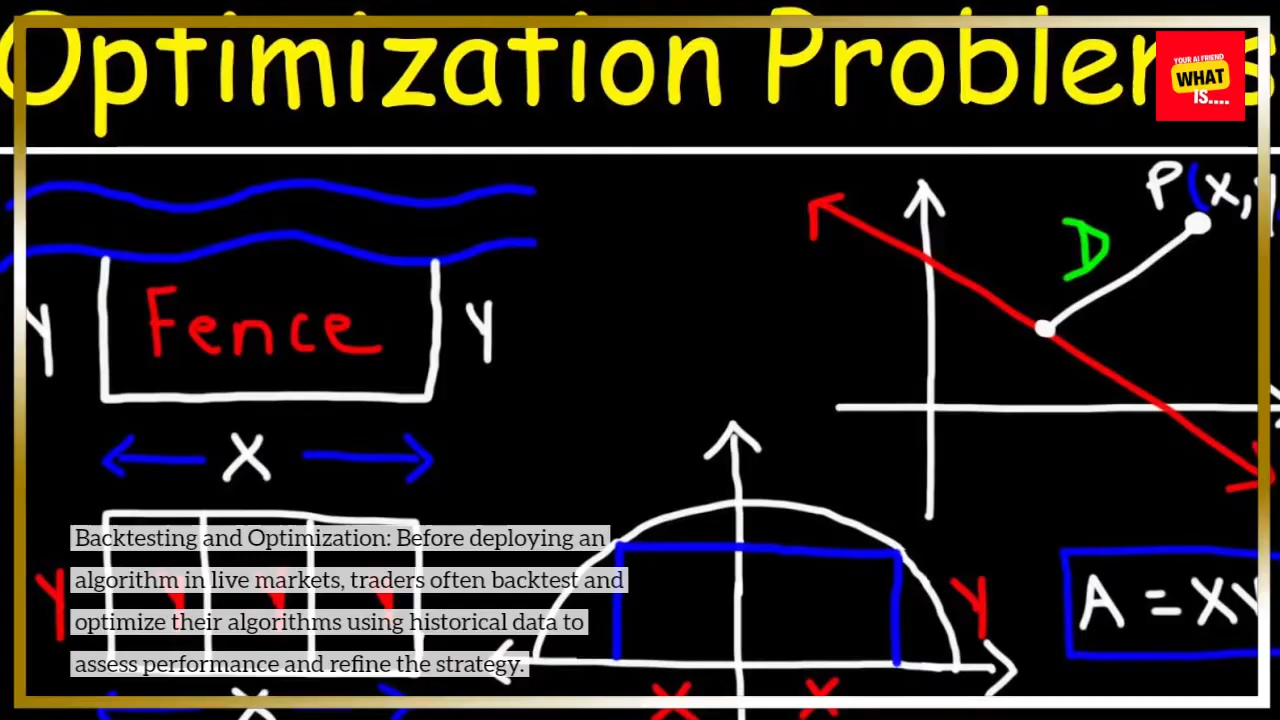 Optimization Problems
YOUR AI FRIEND
WHAT
IS....
P(x,
D
Y
Fence
Y
X
Backtesting and Optimization: Before deploying an
algorithm in live markets, traders often backtest and
optimize their algorithms using historical data to
assess performance and refine the strategy.
Y
Y
Y
Y
Y
A = XY
X
X
X